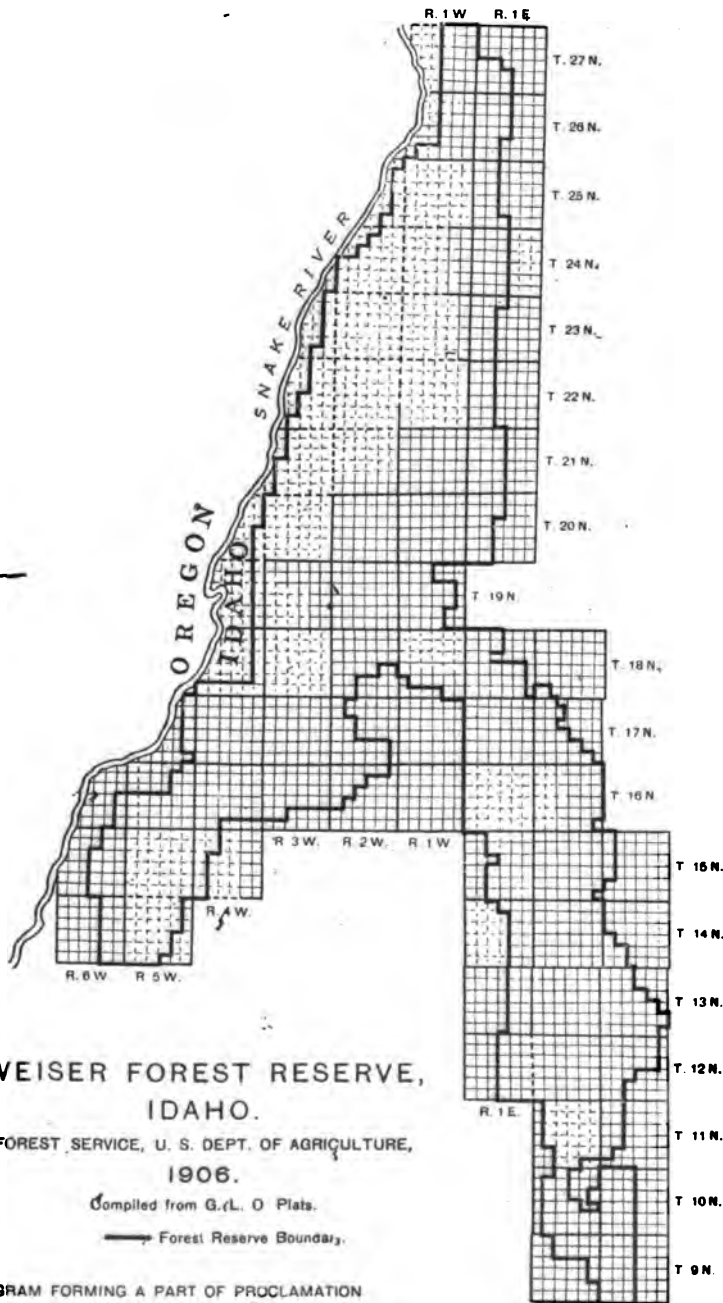 R. 1 W. R. 1 E.
T. 27 N.
T. 26 N.
T. 25 N.
T. 24 N.
T. 23 N.
T. 22 N.
T. 21 N.
T. 20 N.
T. 19 N.
T. 18 N.
T. 17 N.
T. 16 N.
T 15 N.
T 14 N.
T 13 N.
T. 12 N.
T 11 N.
T 10 N.
T 9 N.
SNAKE RIVER
OREGON
IDAHO
R 3 W. R. 2 W. R. 1 W.
R. 4 W.
R. 6 W. R 5 W.
R. 1 E.
VEISER FOREST RESERVE,
IDAHO.
FOREST SERVICE, U. S. DEPT. OF AGRICULTURE,
1906.
Compiled from G. L. O Plats.
Forest Reserve Boundary.
GRAM FORMING A PART OF PROCLAMATION